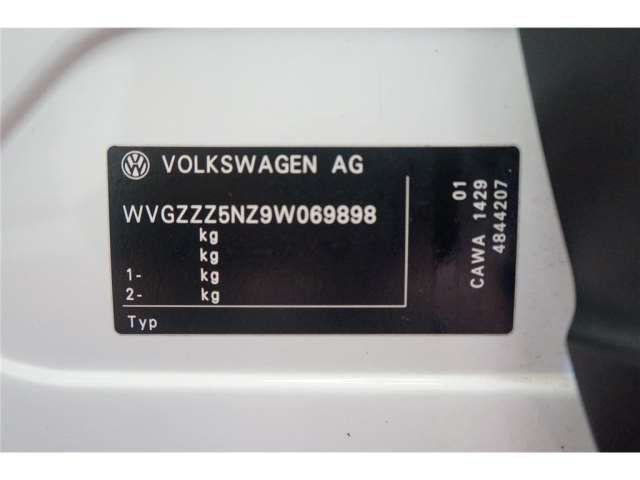 VOLKSWAGEN AG
WVGZZZ5NZ9W069898
kg
kg
1- kg
2- kg
Typ
01
CAWA 1429
4844207